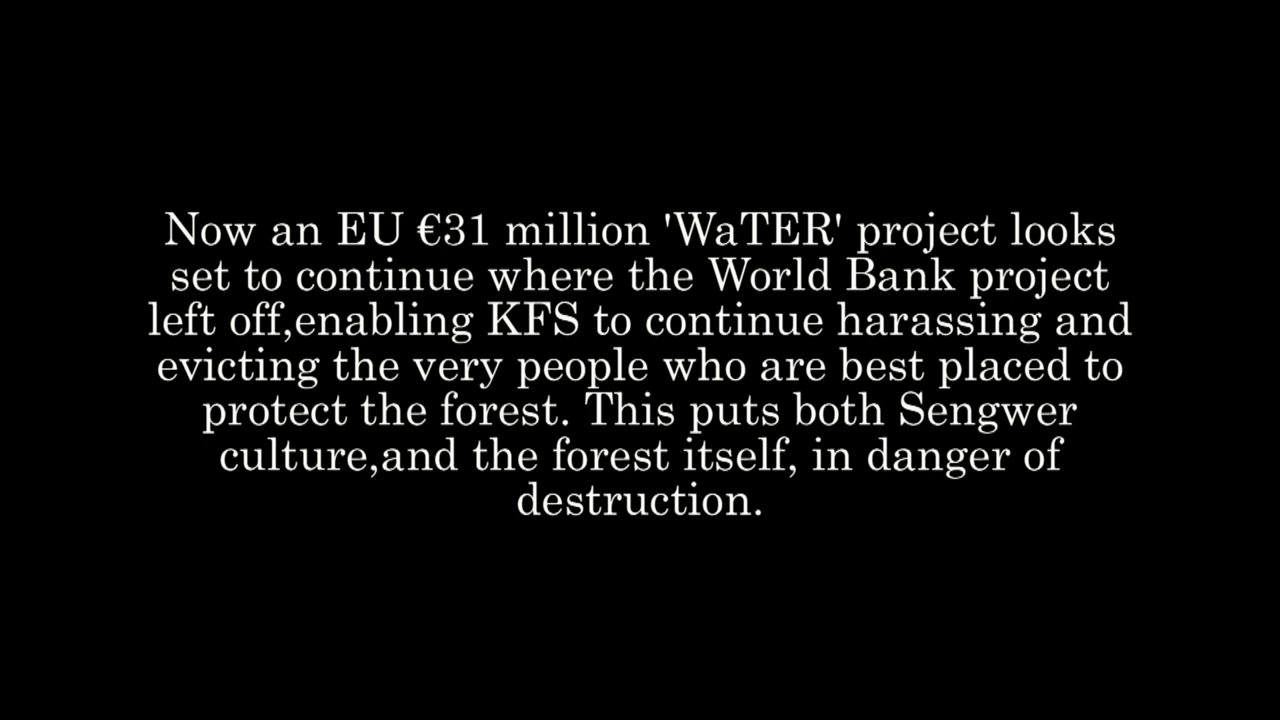 Now an EU €31 million 'WaTER' project looks
set to continue where the World Bank project
left off,enabling KFS to continue harassing and
evicting the very people who are best placed to
protect the forest. This puts both Sengwer
culture,and the forest itself, in danger of
destruction.